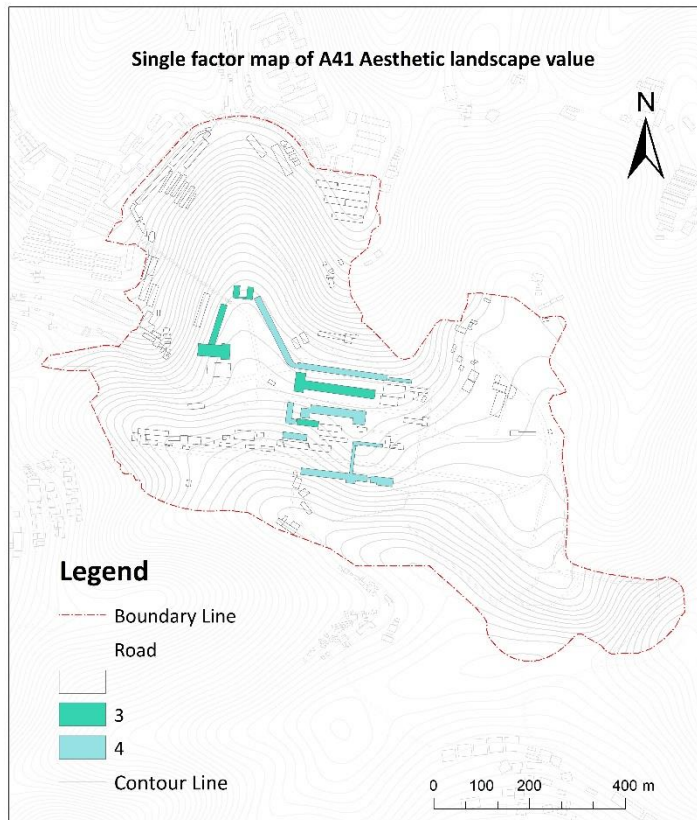 Single factor map of A41 Aesthetic landscape value
N
Legend
Boundary Line
Road
3
4
Contour Line
0 100 200 400 m